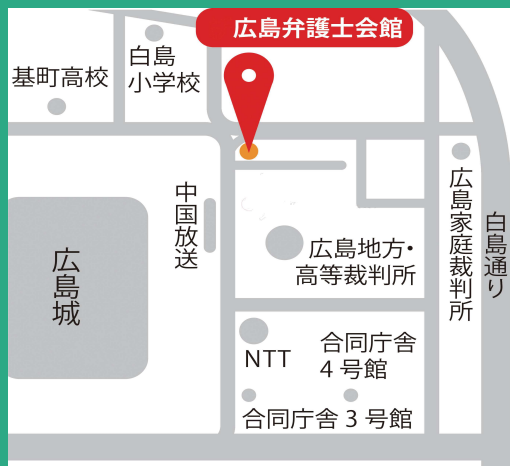 広島弁護士会館
白島
小学校
基町高校
中国放送
広島家庭裁判所
白島通り
広島城
広島地方・
高等裁判所
NTT
合同庁舎
4号館
合同庁舎3号館